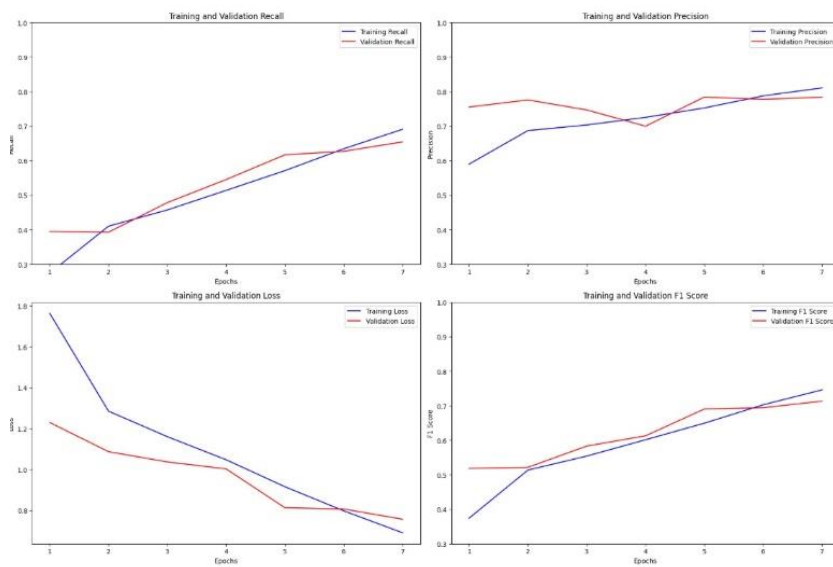 Training and Validation Recall
Training Recall
Validation Recall
1.0
0.9
0.8
0.7
0.6
0.5
0.4
0.3
1 2 3 4 5 6 7
Epochs
Training and Validation Precision
Training Precision
Validation Precision
Precision
1.0
0.9
0.8
0.7
0.6
0.5
0.4
0.3
1 2 3 4 5 6 7
Epochs
Training and Validation Loss
Training Loss
Validation Loss
1.8
1.6
1.4
1.2
1.0
0.8
1 2 3 4 5 6 7
Epochs
Training and Validation F1 Score
Training F1 Score
Validation F1 Score
F1 Score
1.0
0.9
0.8
0.7
0.6
0.5
0.4
0.3
1 2 3 4 5 6 7
Epochs